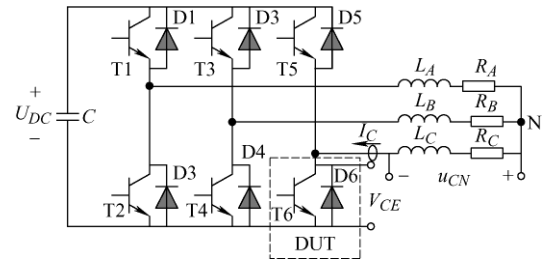 D1 D3 D5
T1 T3 T5
L_A R_A
+
U_DC C
−
L_B R_B
N
I_C L_C R_C
D3 D4 D6
− u_CN +
T2 T4 T6
V_CE
DUT